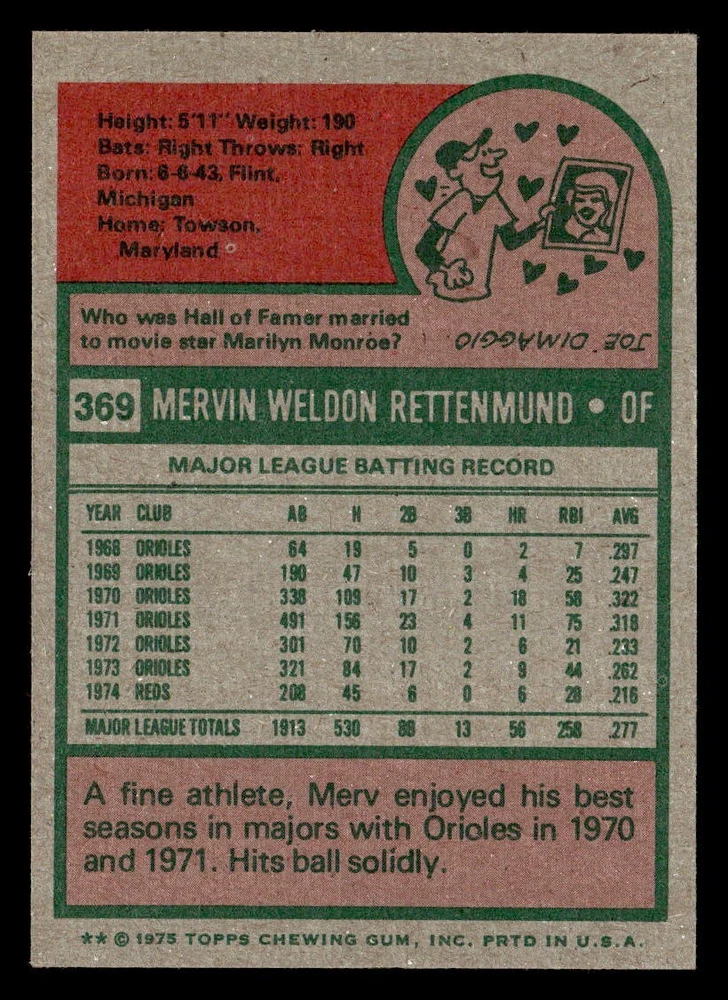 Height: 5'11" Weight: 190
Bats: Right Throws: Right
Born: 6-6-43, Flint,
Michigan
Home: Towson,
Maryland
Who was Hall of Famer married
to movie star Marilyn Monroe?
JOE DIMAGGIO
369 MERVIN WELDON RETTENMUND • OF
MAJOR LEAGUE BATTING RECORD
YEAR CLUB AB H 2B 3B HR RBI AVG
1968 ORIOLES 64 19 5 0 2 7 .297
1969 ORIOLES 190 47 10 3 4 25 .247
1970 ORIOLES 338 109 17 2 18 58 .322
1971 ORIOLES 491 156 23 4 11 75 .318
1972 ORIOLES 301 70 10 2 6 21 .233
1973 ORIOLES 321 84 17 2 9 44 .262
1974 REDS 208 45 6 0 6 28 .216
MAJOR LEAGUE TOTALS 1913 530 88 13 56 258 .277
A fine athlete, Merv enjoyed his best
seasons in majors with Orioles in 1970
and 1971. Hits ball solidly.
** © 1975 TOPPS CHEWING GUM, INC. PRTD IN U.S.A.